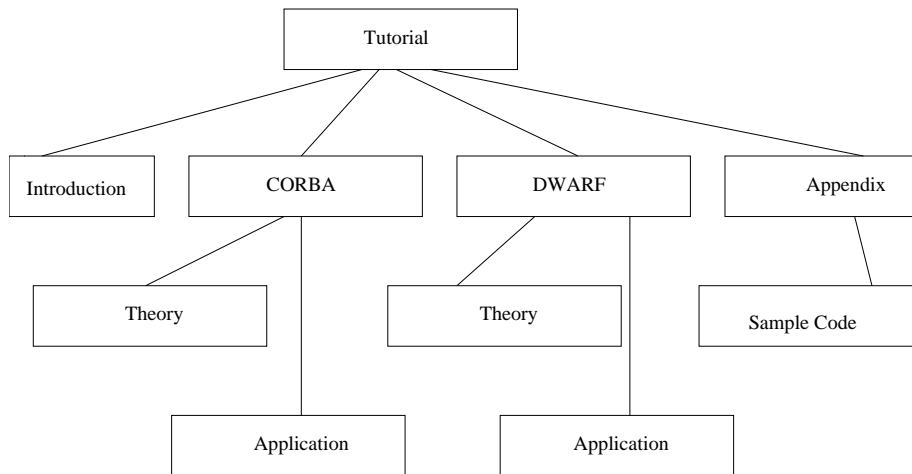 Tutorial
Introduction
CORBA
DWARF
Appendix
Theory
Theory
Sample Code
Application
Application